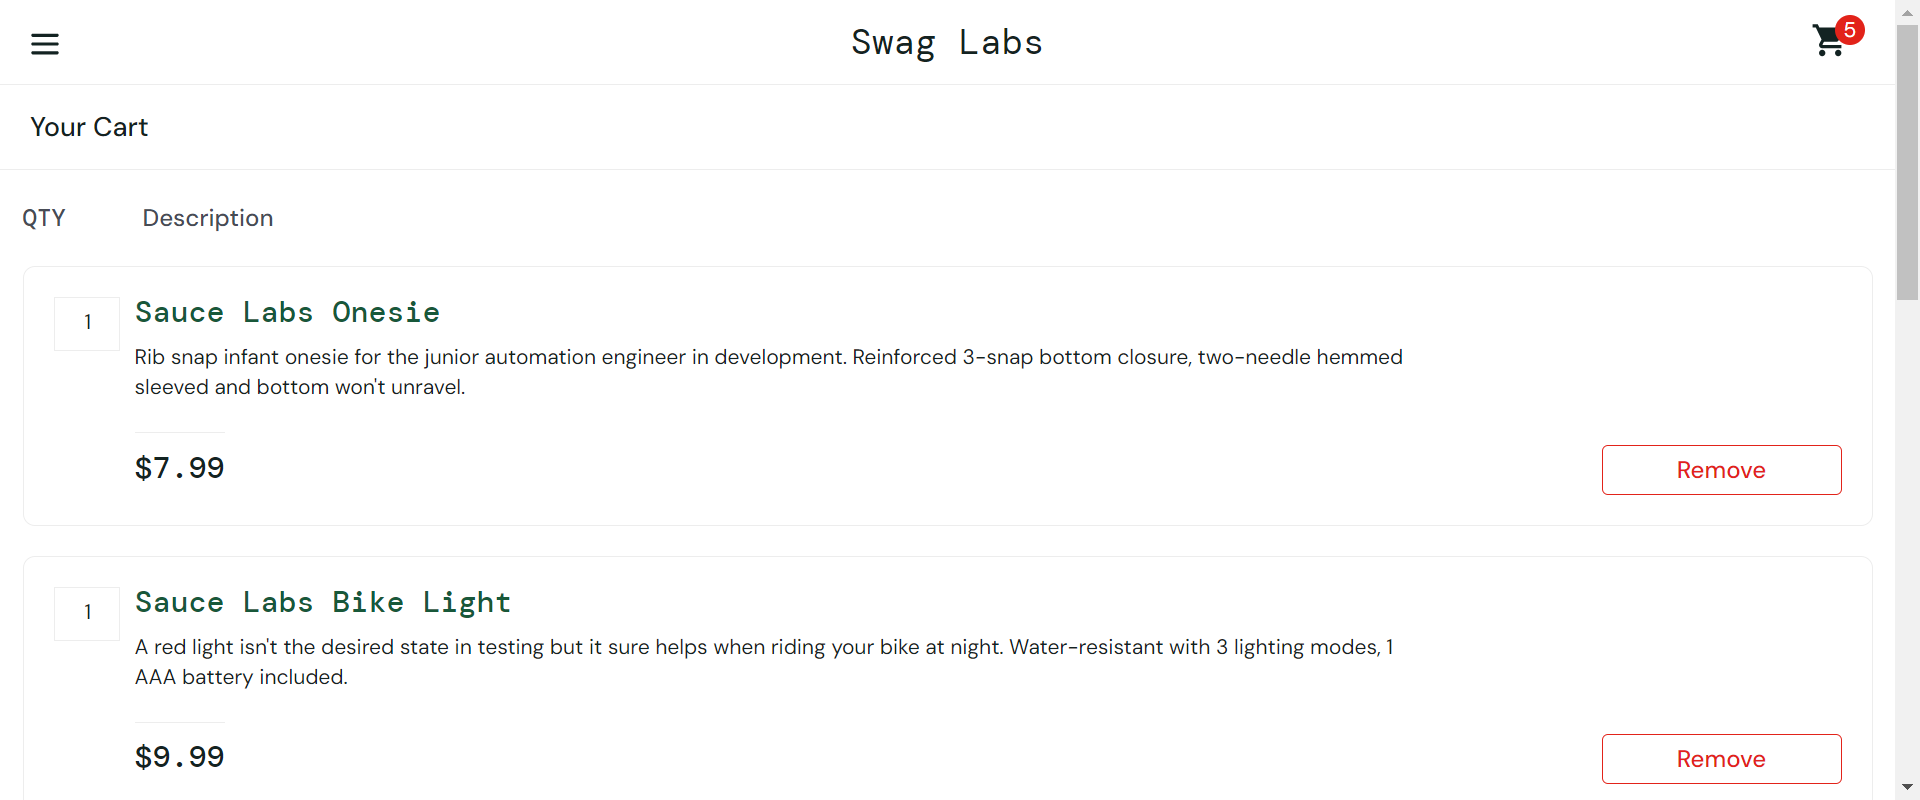 Swag Labs
5
Your Cart
QTY Description
1
Sauce Labs Onesie
Rib snap infant onesie for the junior automation engineer in development. Reinforced 3-snap bottom closure, two-needle hemmed
sleeved and bottom won't unravel.
$7.99
Remove
1
Sauce Labs Bike Light
A red light isn't the desired state in testing but it sure helps when riding your bike at night. Water-resistant with 3 lighting modes, 1
AAA battery included.
$9.99
Remove